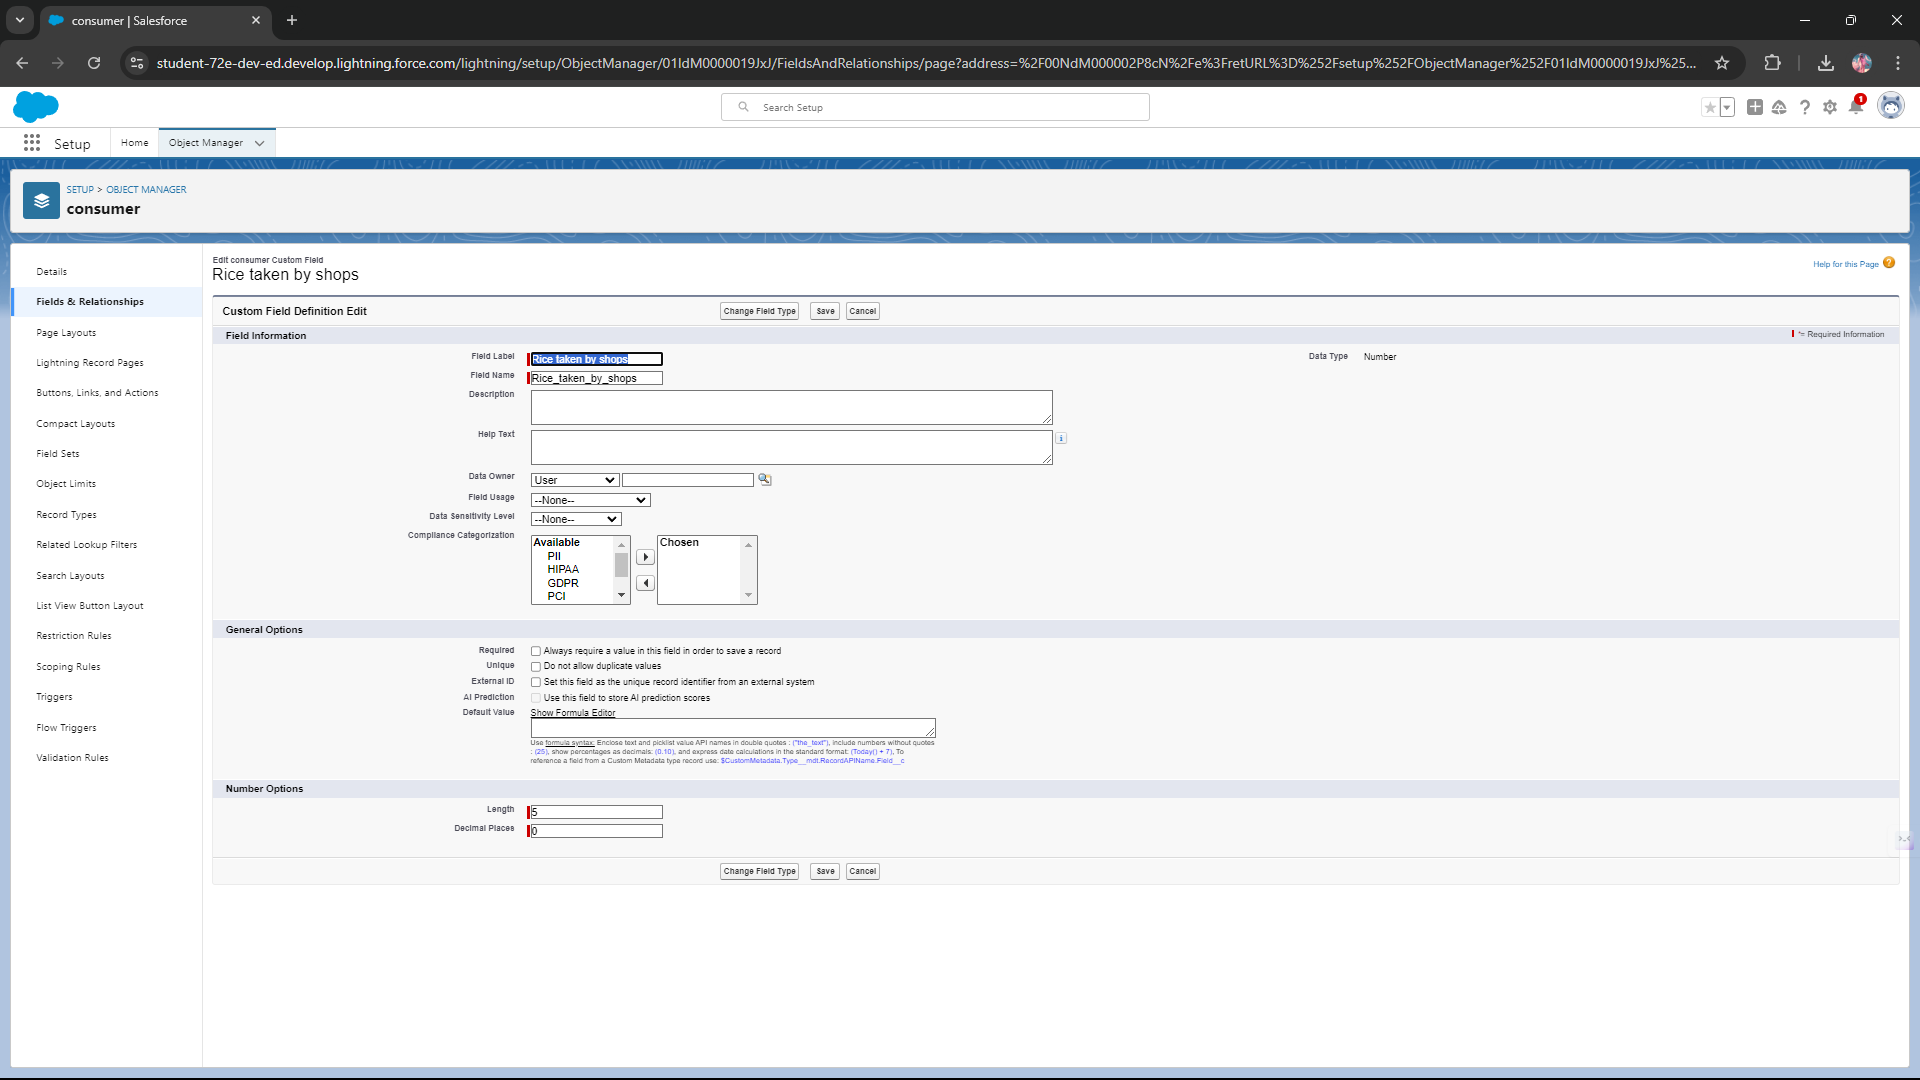 consumer | Salesforce
student-72e-dev-ed.develop.lightning.force.com/lightning/setup/ObjectManager/01IdM0000019JxJ/FieldsAndRelationships/page?address=%2F00NdM000002P8cN%2Fe%3FretURL%3D%252Fsetup%252FObjectManager%252F01IdM0000019JxJ%25...
Search Setup
1
Setup
Home
Object Manager
SETUP > OBJECT MANAGER
consumer
Details
Fields & Relationships
Page Layouts
Lightning Record Pages
Buttons, Links, and Actions
Compact Layouts
Field Sets
Object Limits
Record Types
Related Lookup Filters
Search Layouts
List View Button Layout
Restriction Rules
Scoping Rules
Triggers
Flow Triggers
Validation Rules
Edit consumer Custom Field
Rice taken by shops
Help for this Page
Custom Field Definition Edit
Change Field Type Save Cancel
Field Information
= Required Information
Field Label Rice taken by shops
Data Type Number
Field Name Rice_taken_by_shops
Description
Help Text
Data Owner User
Field Usage --None--
Data Sensitivity Level --None--
Compliance Categorization
Available
PII
HIPAA
GDPR
PCI
Chosen
General Options
Required Always require a value in this field in order to save a record
Unique Do not allow duplicate values
External ID Set this field as the unique record identifier from an external system
AI Prediction Use this field to store AI prediction scores
Default Value Show Formula Editor
Use formula syntax: Enclose text and picklist value API names in double quotes : ("the_text"), include numbers without quotes
: (25), show percentages as decimals: (0.10), and express date calculations in the standard format: (Today() + 7), To
reference a field from a Custom Metadata type record use: $CustomMetadata.Type__mdt.RecordAPIName.Field__c
Number Options
Length 5
Decimal Places 0
Change Field Type Save Cancel